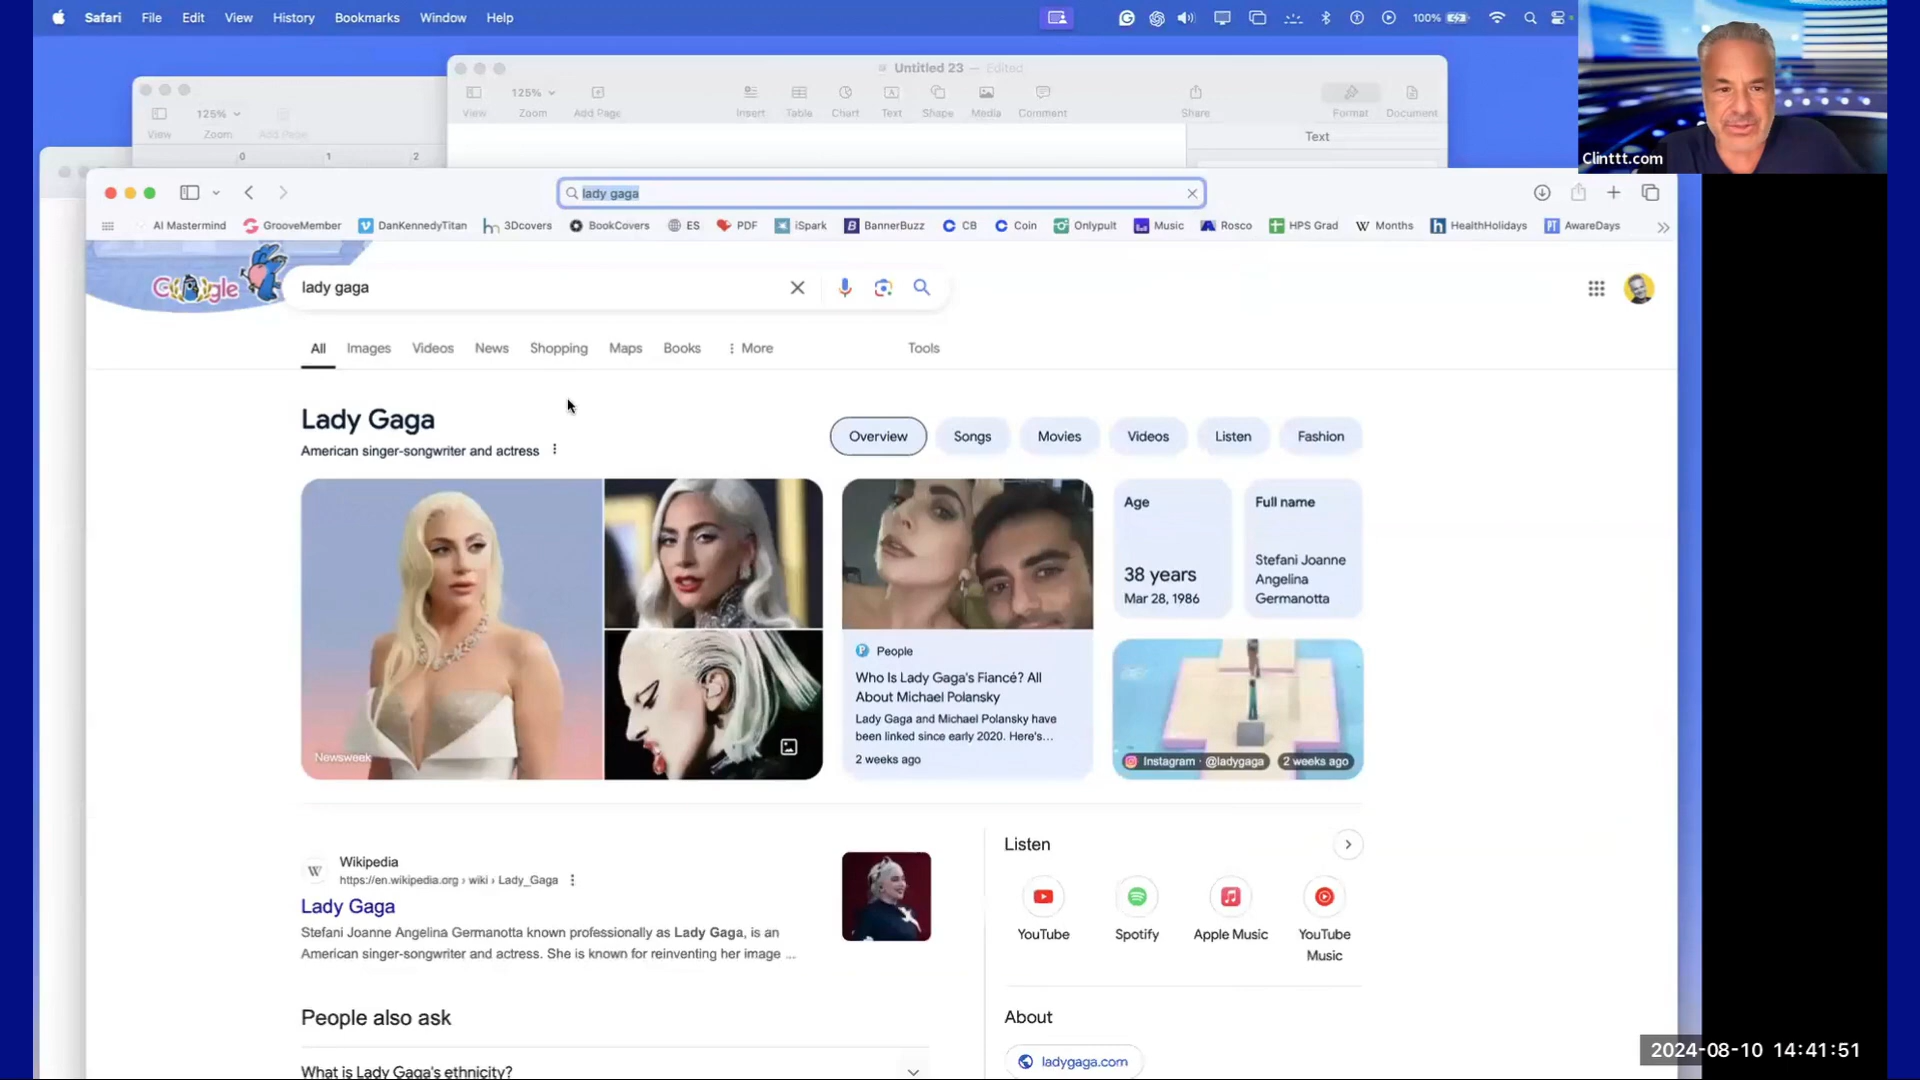 Safari File Edit View History Bookmarks Window Help
100%
Untitled 23 — Edited
125%
View Zoom Add Page
Insert Table Chart Text Shape Media Comment
Share
Format Document
Text
125%
View Zoom Add Page
0 1 2
Clinttt.com
lady gaga
AI Mastermind GrooveMember DanKennedyTitan 3Dcovers BookCovers ES PDF iSpark BannerBuzz CB Coin Onlypult Music Rosco HPS Grad Months HealthHolidays AwareDays
Google
lady gaga
All Images Videos News Shopping Maps Books More Tools
Lady Gaga
American singer-songwriter and actress
Overview Songs Movies Videos Listen Fashion
Newsweek
People
Who Is Lady Gaga's Fiancé? All
About Michael Polansky
Lady Gaga and Michael Polansky have
been linked since early 2020. Here's...
2 weeks ago
Age
38 years
Mar 28, 1986
Full name
Stefani Joanne
Angelina
Germanotta
Instagram · @ladygaga 2 weeks ago
Wikipedia
https://en.wikipedia.org › wiki › Lady_Gaga
Lady Gaga
Stefani Joanne Angelina Germanotta known professionally as Lady Gaga, is an
American singer-songwriter and actress. She is known for reinventing her image ...
People also ask
What is Lady Gaga's ethnicity?
Listen
YouTube Spotify Apple Music YouTube
Music
About
ladygaga.com
2024-08-10 14:41:51